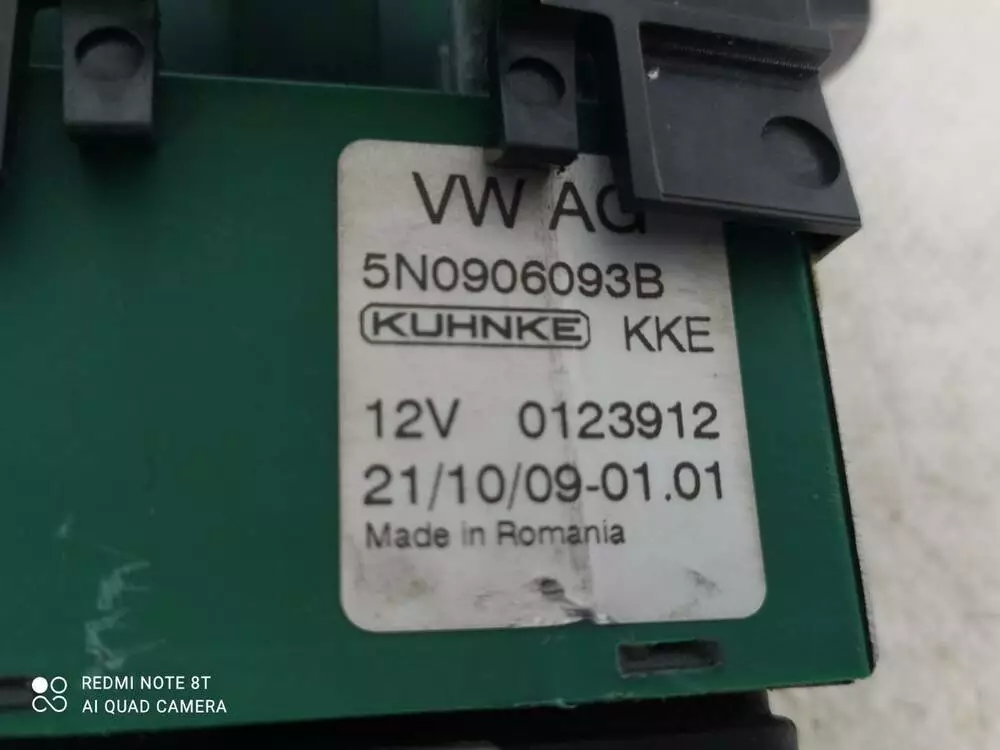 VW AG
5N0906093B
KUHNKE KKE
12V 0123912
21/10/09-01.01
Made in Romania
REDMI NOTE 8T
AI QUAD CAMERA